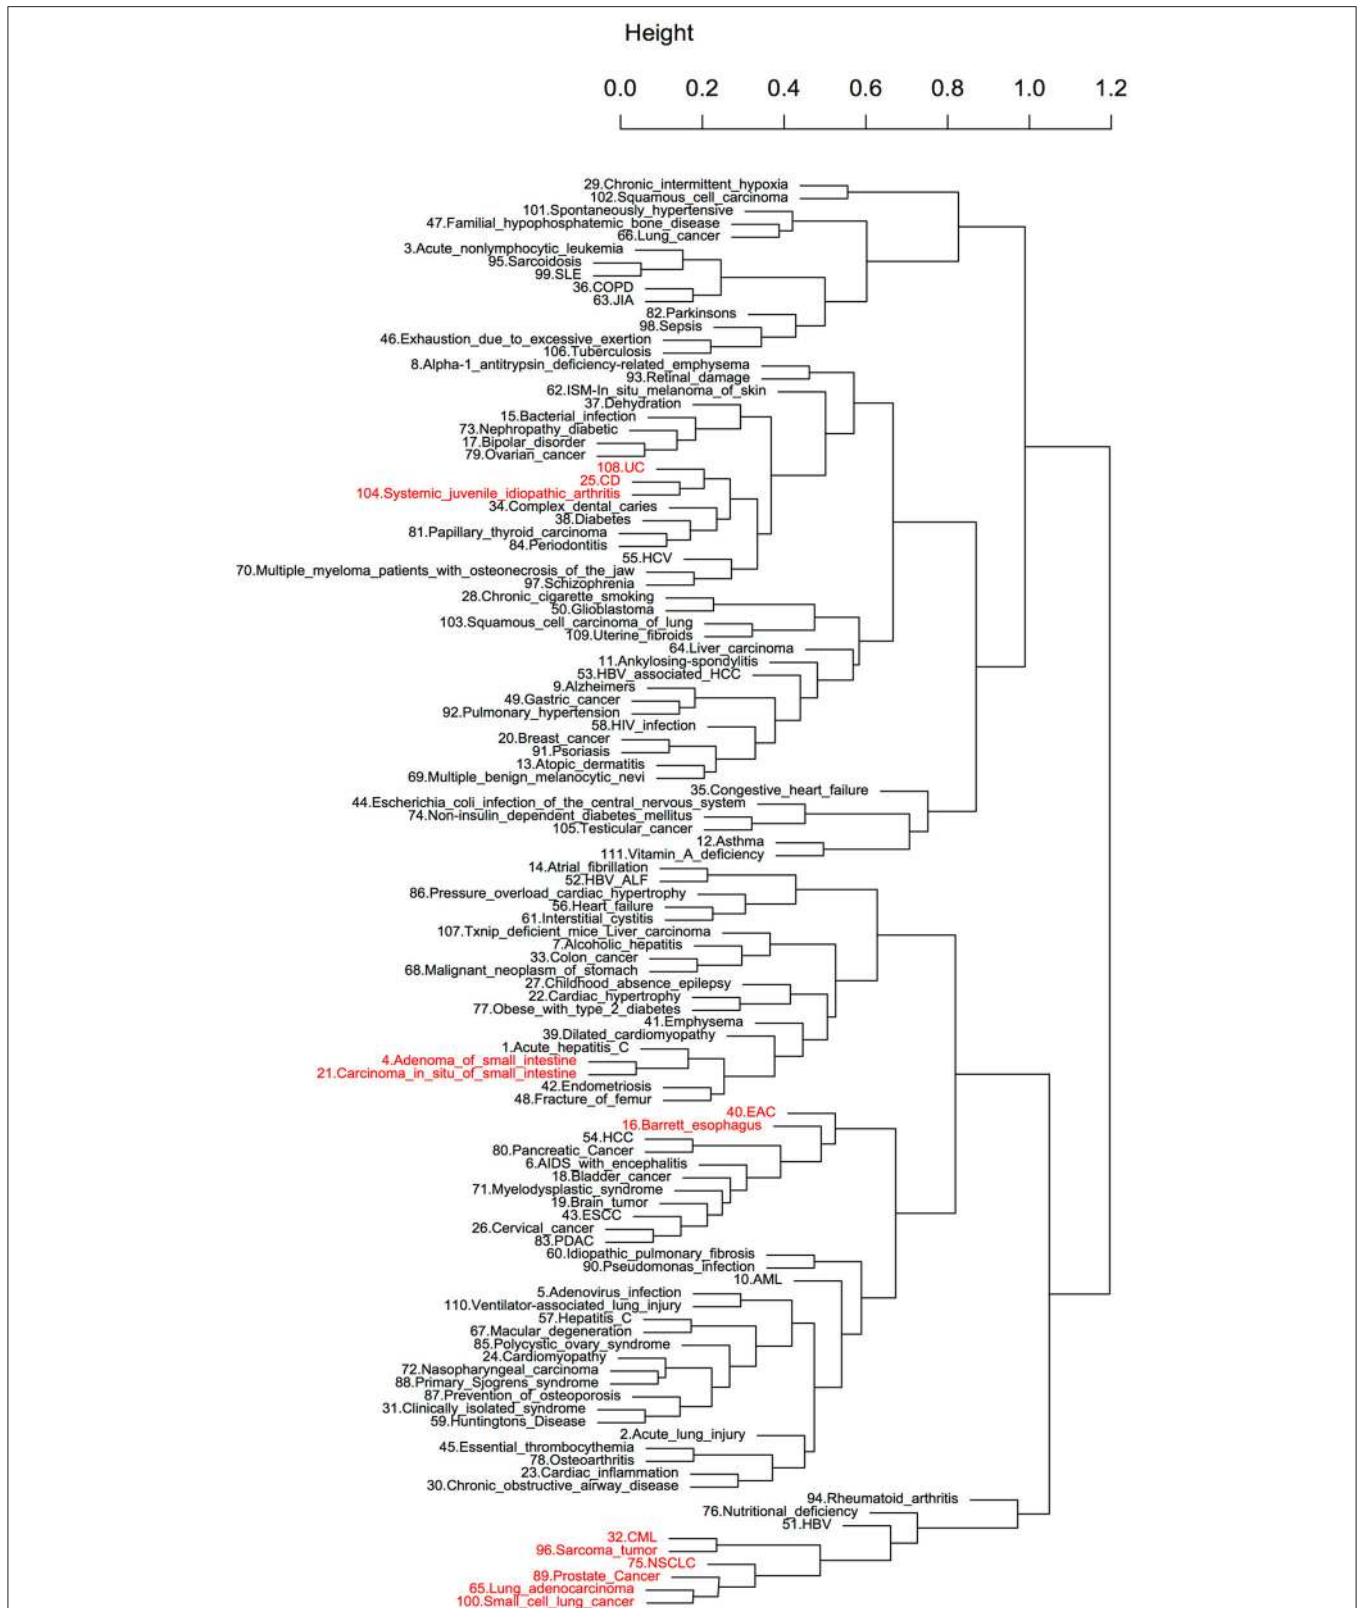 Height
0.0 0.2 0.4 0.6 0.8 1.0 1.2
29.Chronic_intermittent_hypoxia
102.Squamous_cell_carcinoma
101.Spontaneously_hypertensive
47.Familial_hypophosphatemic_bone_disease
66.Lung_cancer
3.Acute_nonlymphocytic_leukemia
95.Sarcoidosis
99.SLE
36.COPD
63.JIA
82.Parkinsons
98.Sepsis
46.Exhaustion_due_to_excessive_exertion
106.Tuberculosis
8.Alpha-1_antitrypsin_deficiency-related_emphysema
93.Retinal_damage
62.ISM-In_situ_melanoma_of_skin
37.Dehydration
15.Bacterial_infection
73.Nephropathy_diabetic
17.Bipolar_disorder
79.Ovarian_cancer
108.UC
25.CD
104.Systemic_juvenile_idiopathic_arthritis
34.Complex_dental_caries
38.Diabetes
81.Papillary_thyroid_carcinoma
84.Periodontitis
55.HCV
70.Multiple_myeloma_patients_with_osteonecrosis_of_the_jaw
97.Schizophrenia
28.Chronic_cigarette_smoking
50.Glioblastoma
103.Squamous_cell_carcinoma_of_lung
109.Uterine_fibroids
64.Liver_carcinoma
11.Ankylosing-spondylitis
53.HBV_associated_HCC
9.Alzheimers
49.Gastric_cancer
92.Pulmonary_hypertension
58.HIV_infection
20.Breast_cancer
91.Psoriasis
13.Atopic_dermatitis
69.Multiple_benign_melanocytic_nevi
35.Congestive_heart_failure
44.Escherichia_coli_infection_of_the_central_nervous_system
74.Non-insulin_dependent_diabetes_mellitus
105.Testicular_cancer
12.Asthma
111.Vitamin_A_deficiency
14.Atrial_fibrillation
52.HBV_ALF
86.Pressure_overload_cardiac_hypertrophy
56.Heart_failure
61.Interstitial_cystitis
107.Txnip_deficient_mice_Liver_carcinoma
7.Alcoholic_hepatitis
33.Colon_cancer
68.Malignant_neoplasm_of_stomach
27.Childhood_absence_epilepsy
22.Cardiac_hypertrophy
77.Obese_with_type_2_diabetes
41.Emphysema
39.Dilated_cardiomyopathy
1.Acute_hepatitis_C
4.Adenoma_of_small_intestine
21.Carcinoma_in_situ_of_small_intestine
42.Endometriosis
48.Fracture_of_femur
40.EAC
16.Barrett_esophagus
54.HCC
80.Pancreatic_Cancer
6.AIDS_with_encephalitis
18.Bladder_cancer
71.Myelodysplastic_syndrome
19.Brain_tumor
43.ESCC
26.Cervical_cancer
83.PDAC
60.Idiopathic_pulmonary_fibrosis
90.Pseudomonas_infection
10.AML
5.Adenovirus_infection
110.Ventilator-associated_lung_injury
57.Hepatitis_C
67.Macular_degeneration
85.Polycystic_ovary_syndrome
24.Cardiomyopathy
72.Nasopharyngeal_carcinoma
88.Primary_Sjogrens_syndrome
87.Prevention_of_osteoporosis
31.Clinically_isolated_syndrome
59.Huntingtons_Disease
2.Acute_lung_injury
45.Essential_thrombocythemia
78.Osteoarthritis
23.Cardiac_inflammation
30.Chronic_obstructive_airway_disease
94.Rheumatoid_arthritis
76.Nutritional_deficiency
51.HBV
32.CML
96.Sarcoma_tumor
75.NSCLC
89.Prostate_Cancer
65.Lung_adenocarcinoma
100.Small_cell_lung_cancer